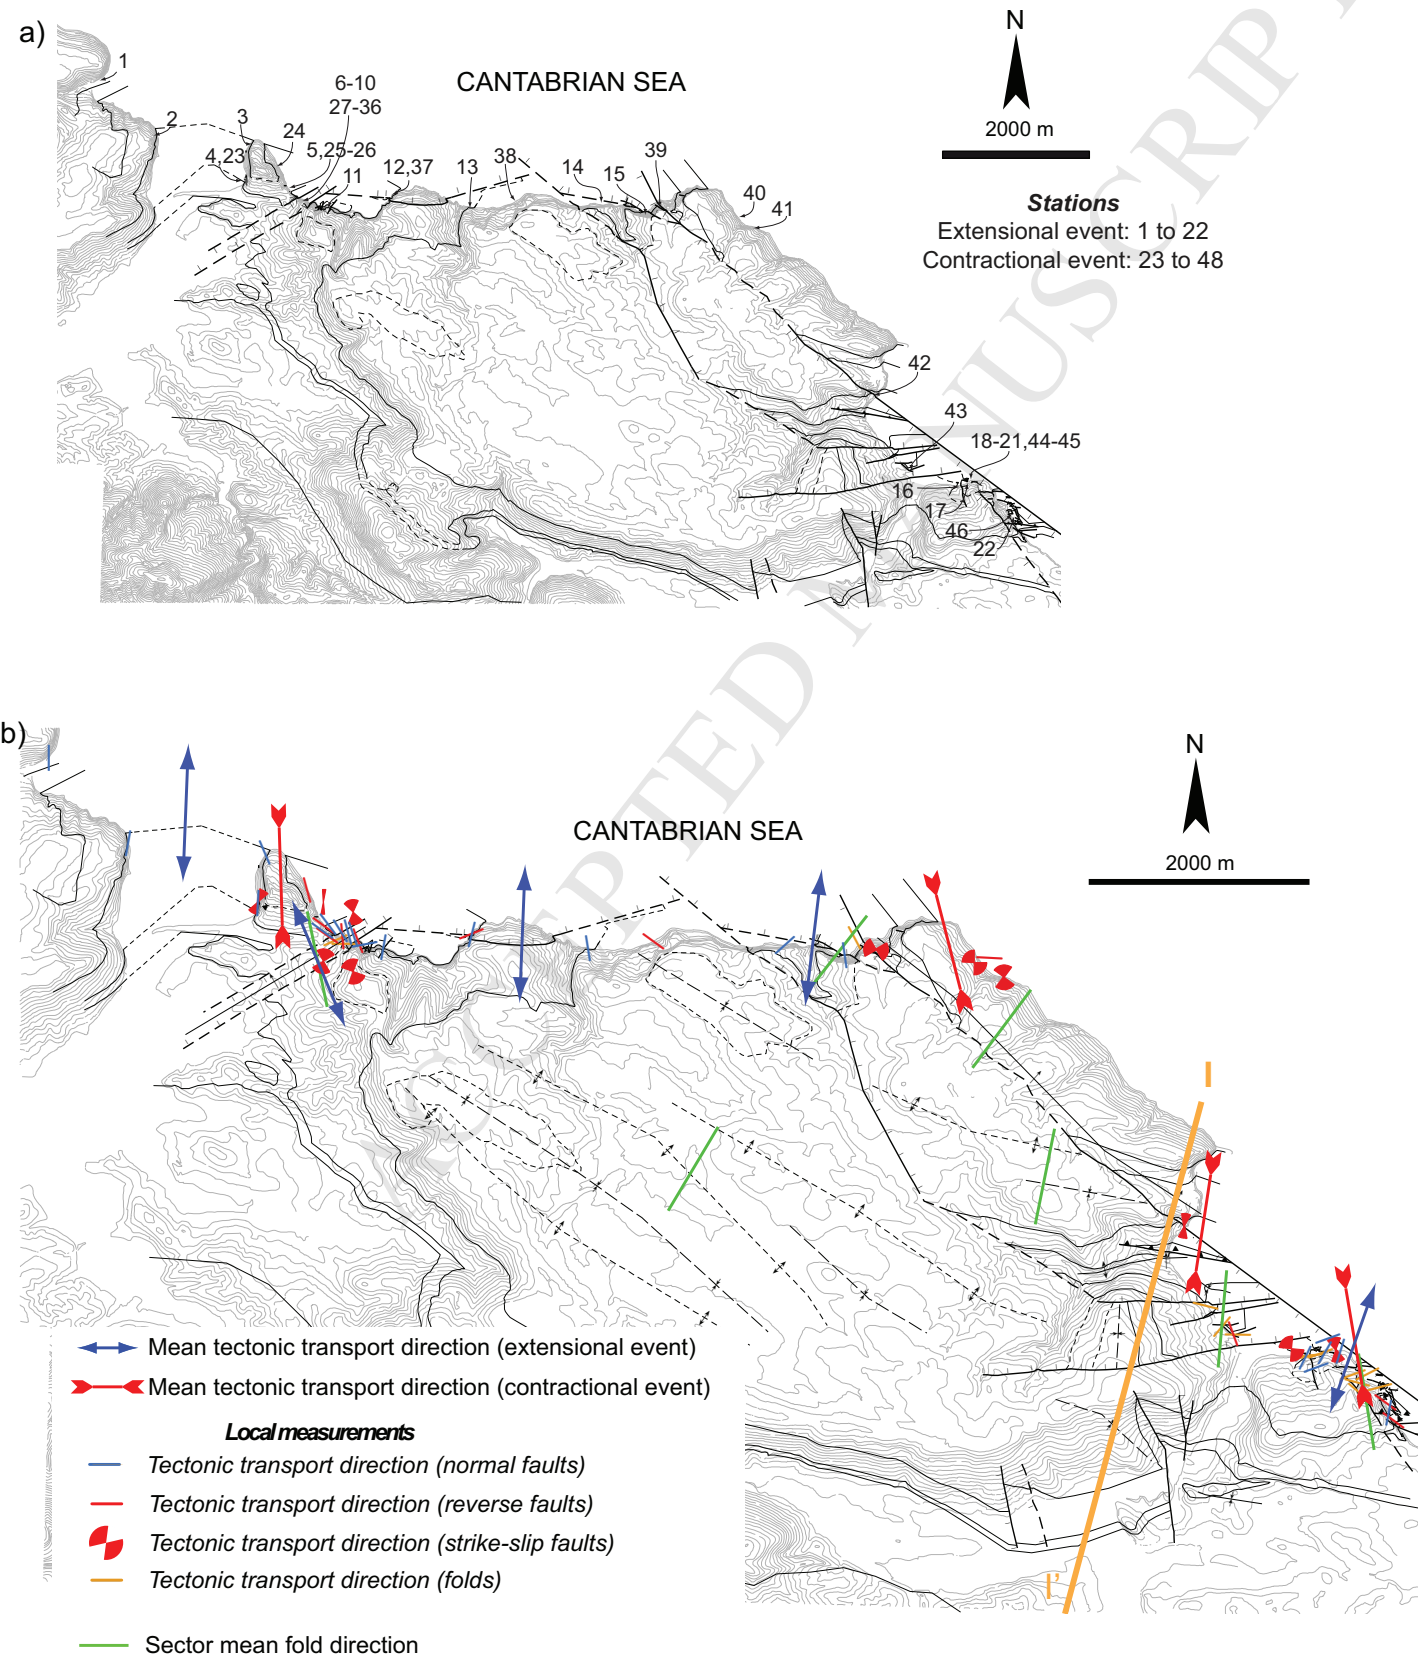 a)
N
CANTABRIAN SEA
2000 m
Stations
Extensional event: 1 to 22
Contractional event: 23 to 48
1
2
3
24
4,23
6-10
27-36
5,25-26
11
12,37
13
38
14
15
39
40
41
42
43
18-21,44-45
16
17
46
22
b)
N
CANTABRIAN SEA
2000 m
I
I'
Mean tectonic transport direction (extensional event)
Mean tectonic transport direction (contractional event)
Local measurements
Tectonic transport direction (normal faults)
Tectonic transport direction (reverse faults)
Tectonic transport direction (strike-slip faults)
Tectonic transport direction (folds)
Sector mean fold direction